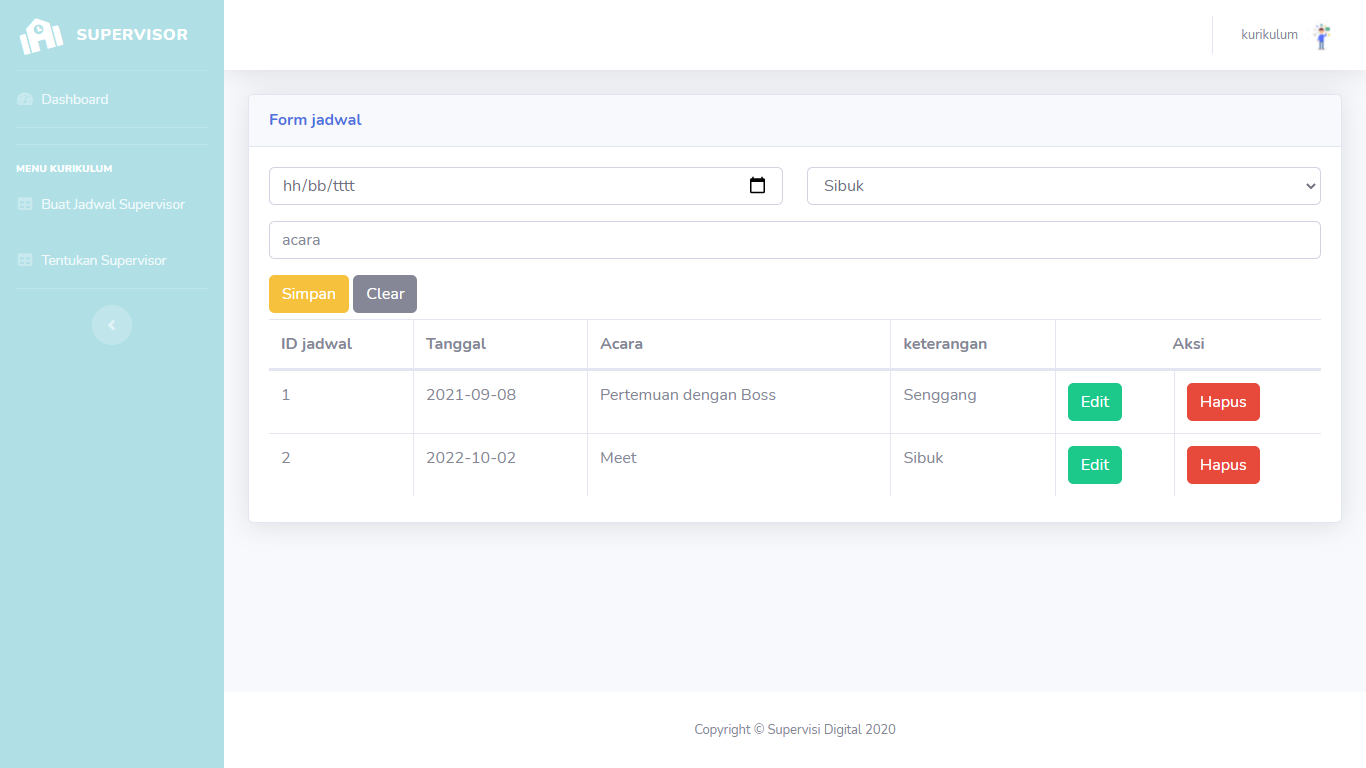 SUPERVISOR
kurikulum
Dashboard
MENU KURIKULUM
Buat Jadwal Supervisor
Tentukan Supervisor
Form jadwal
hh/bb/tttt
Sibuk
acara
Simpan Clear
ID jadwal Tanggal Acara keterangan Aksi
1 2021-09-08 Pertemuan dengan Boss Senggang Edit Hapus
2 2022-10-02 Meet Sibuk Edit Hapus
Copyright © Supervisi Digital 2020